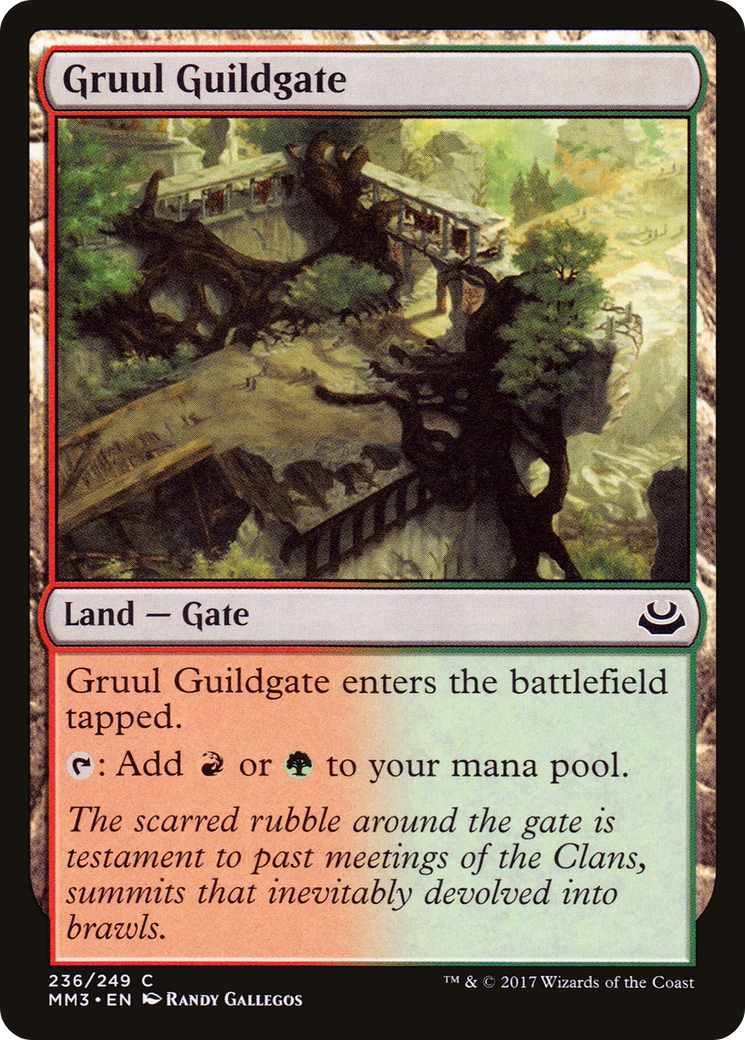 Gruul Guildgate
Land — Gate
Gruul Guildgate enters the battlefield
tapped.
: Add or to your mana pool.
The scarred rubble around the gate is
testament to past meetings of the Clans,
summits that inevitably devolved into
brawls.
236/249 C
MM3 • EN Randy Gallegos
™ & © 2017 Wizards of the Coast